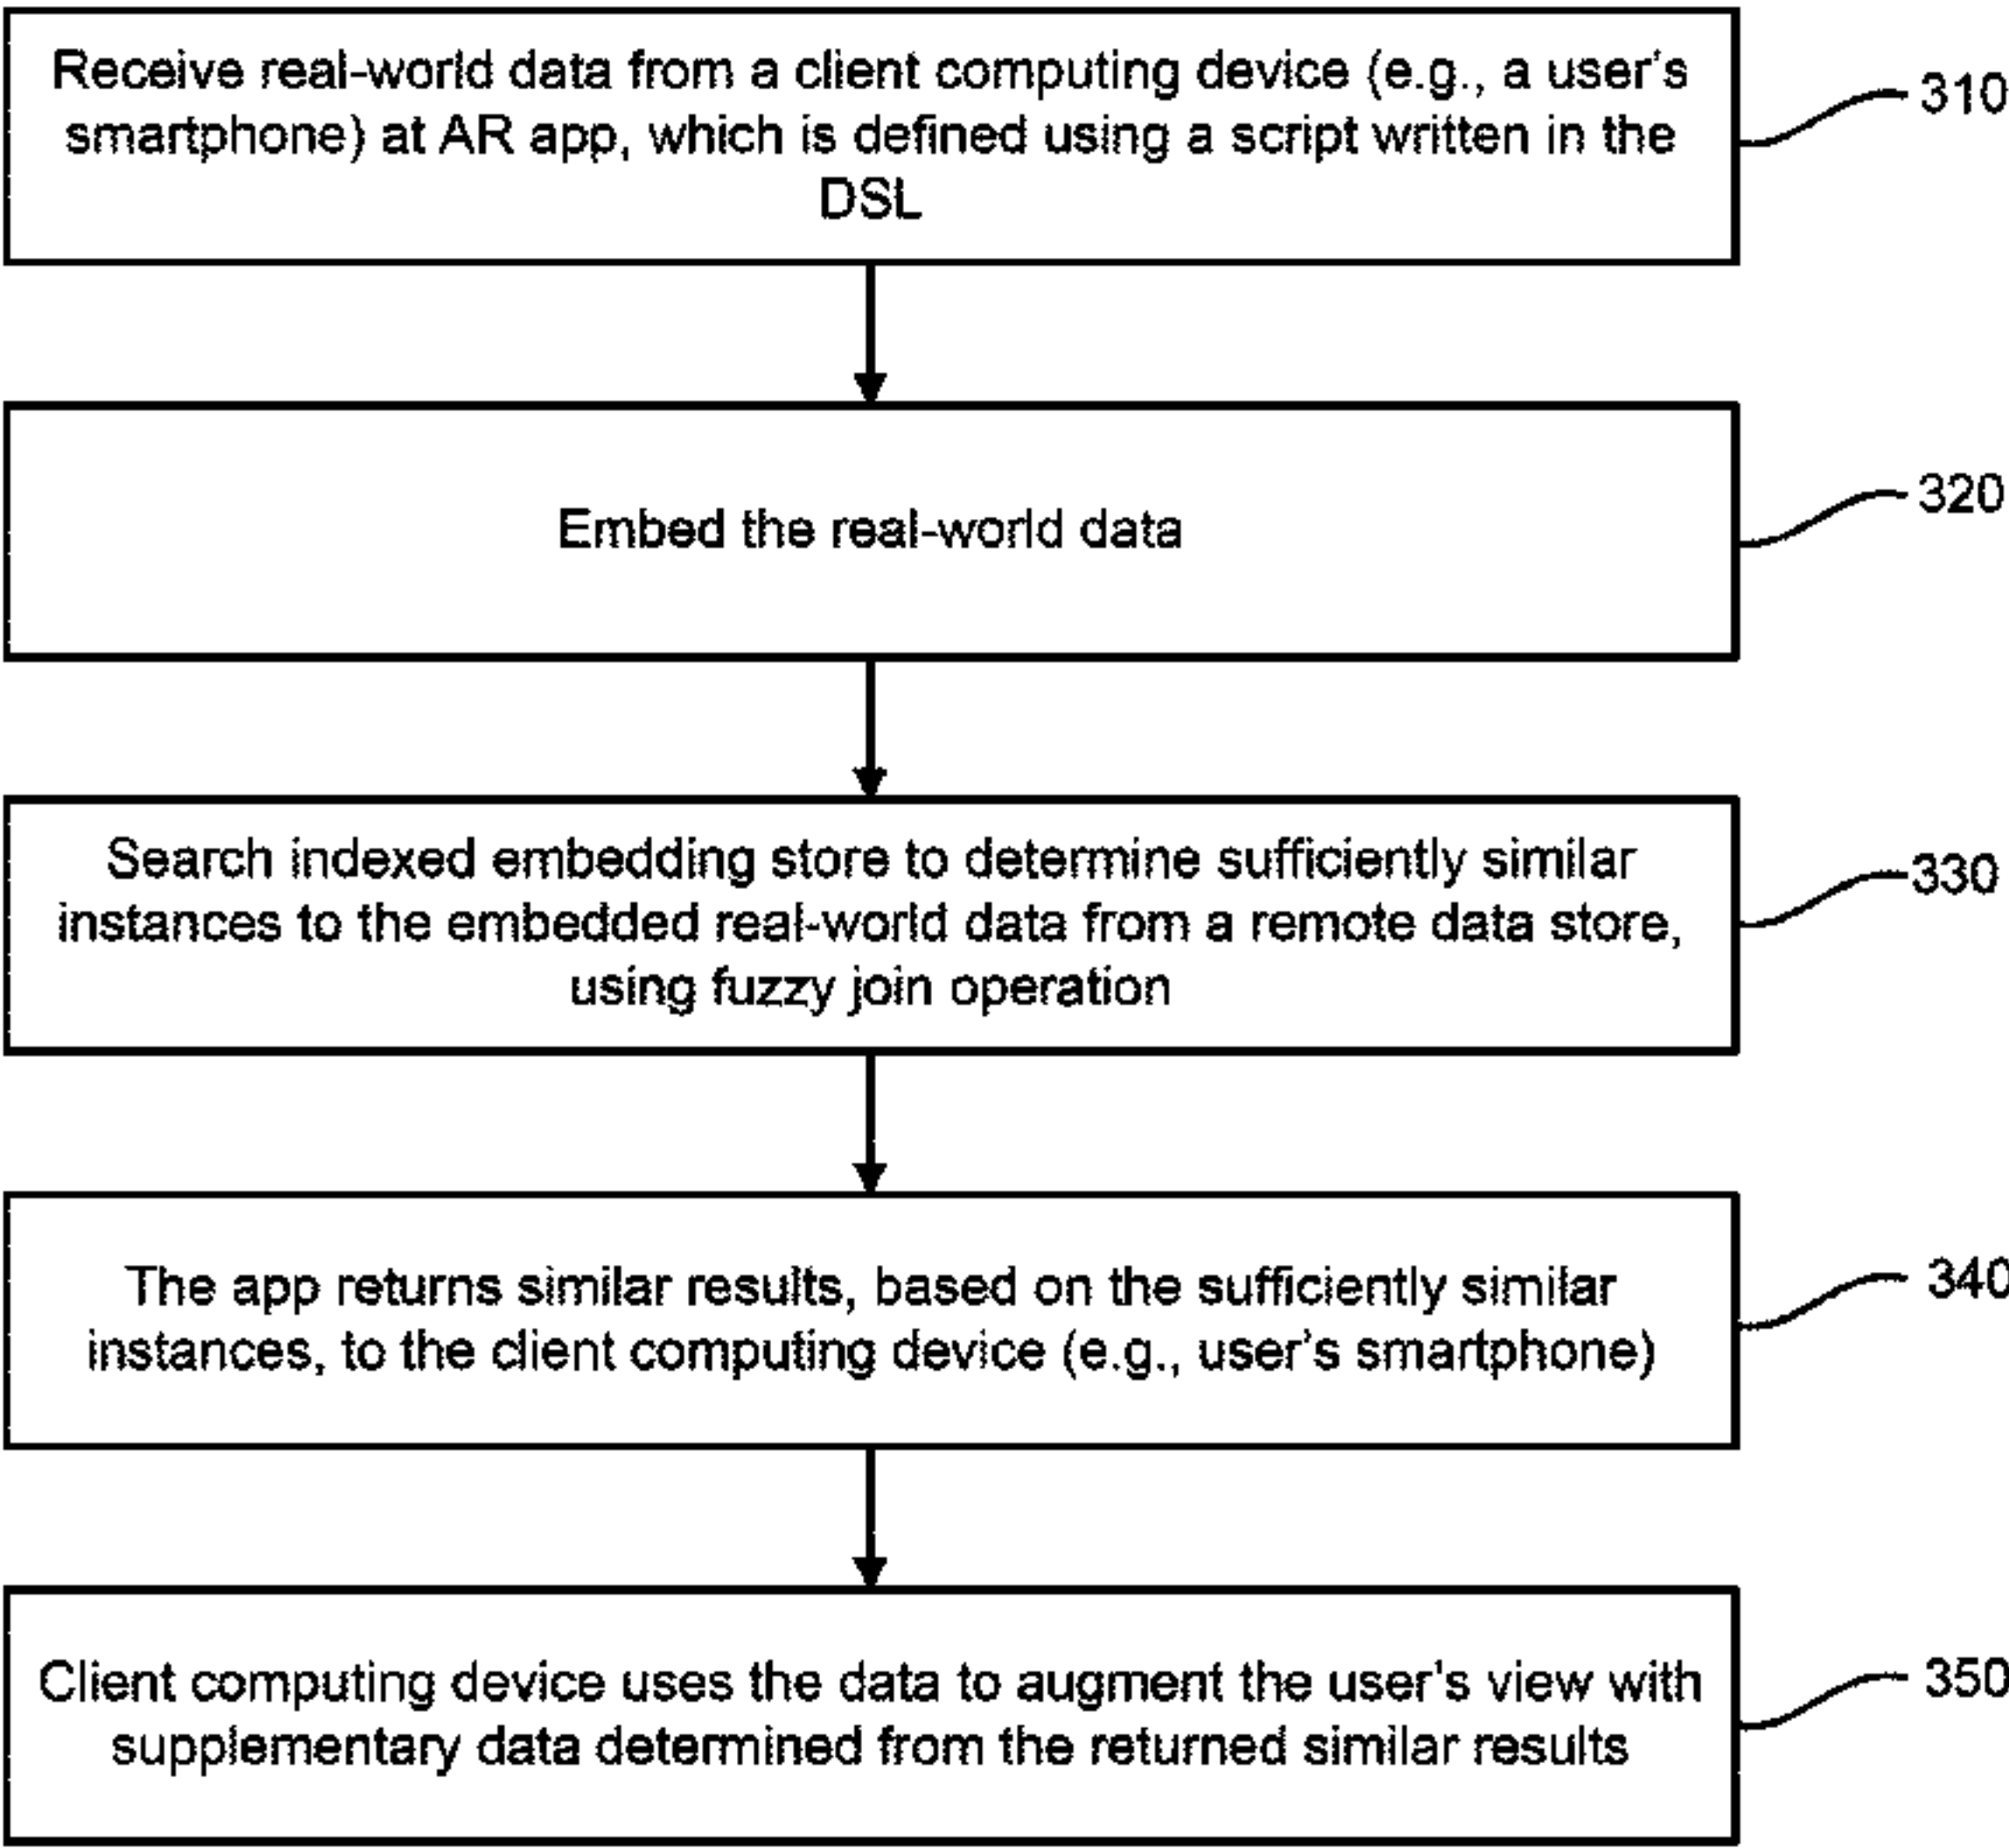 Receive real-world data from a client computing device (e.g., a user's
smartphone) at AR app, which is defined using a script written in the
DSL
310
Embed the real-world data
320
Search indexed embedding store to determine sufficiently similar
instances to the embedded real-world data from a remote data store,
using fuzzy join operation
330
The app returns similar results, based on the sufficiently similar
instances, to the client computing device (e.g., user's smartphone)
340
Client computing device uses the data to augment the user's view with
supplementary data determined from the returned similar results
350